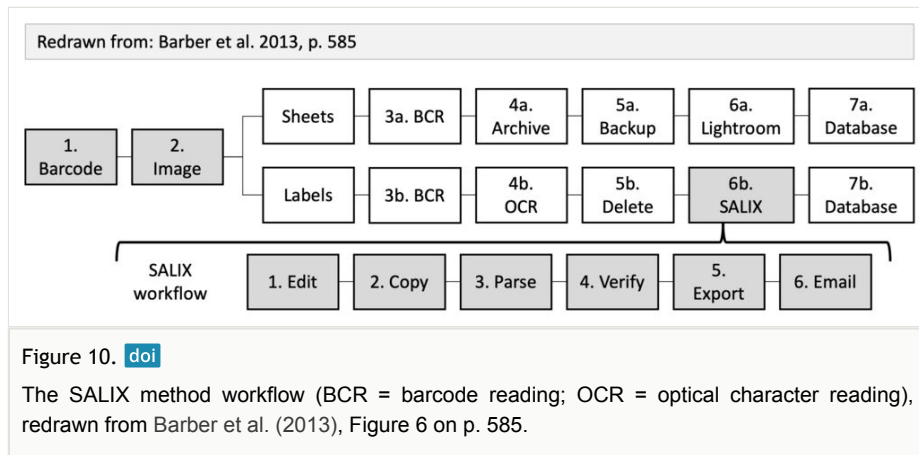 Redrawn from: Barber et al. 2013, p. 585
1.
Barcode
2.
Image
Sheets
3a. BCR
4a.
Archive
5a.
Backup
6a.
Lightroom
7a.
Database
Labels
3b. BCR
4b.
OCR
5b.
Delete
6b.
SALIX
7b.
Database
SALIX
workflow
1. Edit
2. Copy
3. Parse
4. Verify
5.
Export
6. Email
Figure 10. doi
The SALIX method workflow (BCR = barcode reading; OCR = optical character reading),
redrawn from Barber et al. (2013), Figure 6 on p. 585.